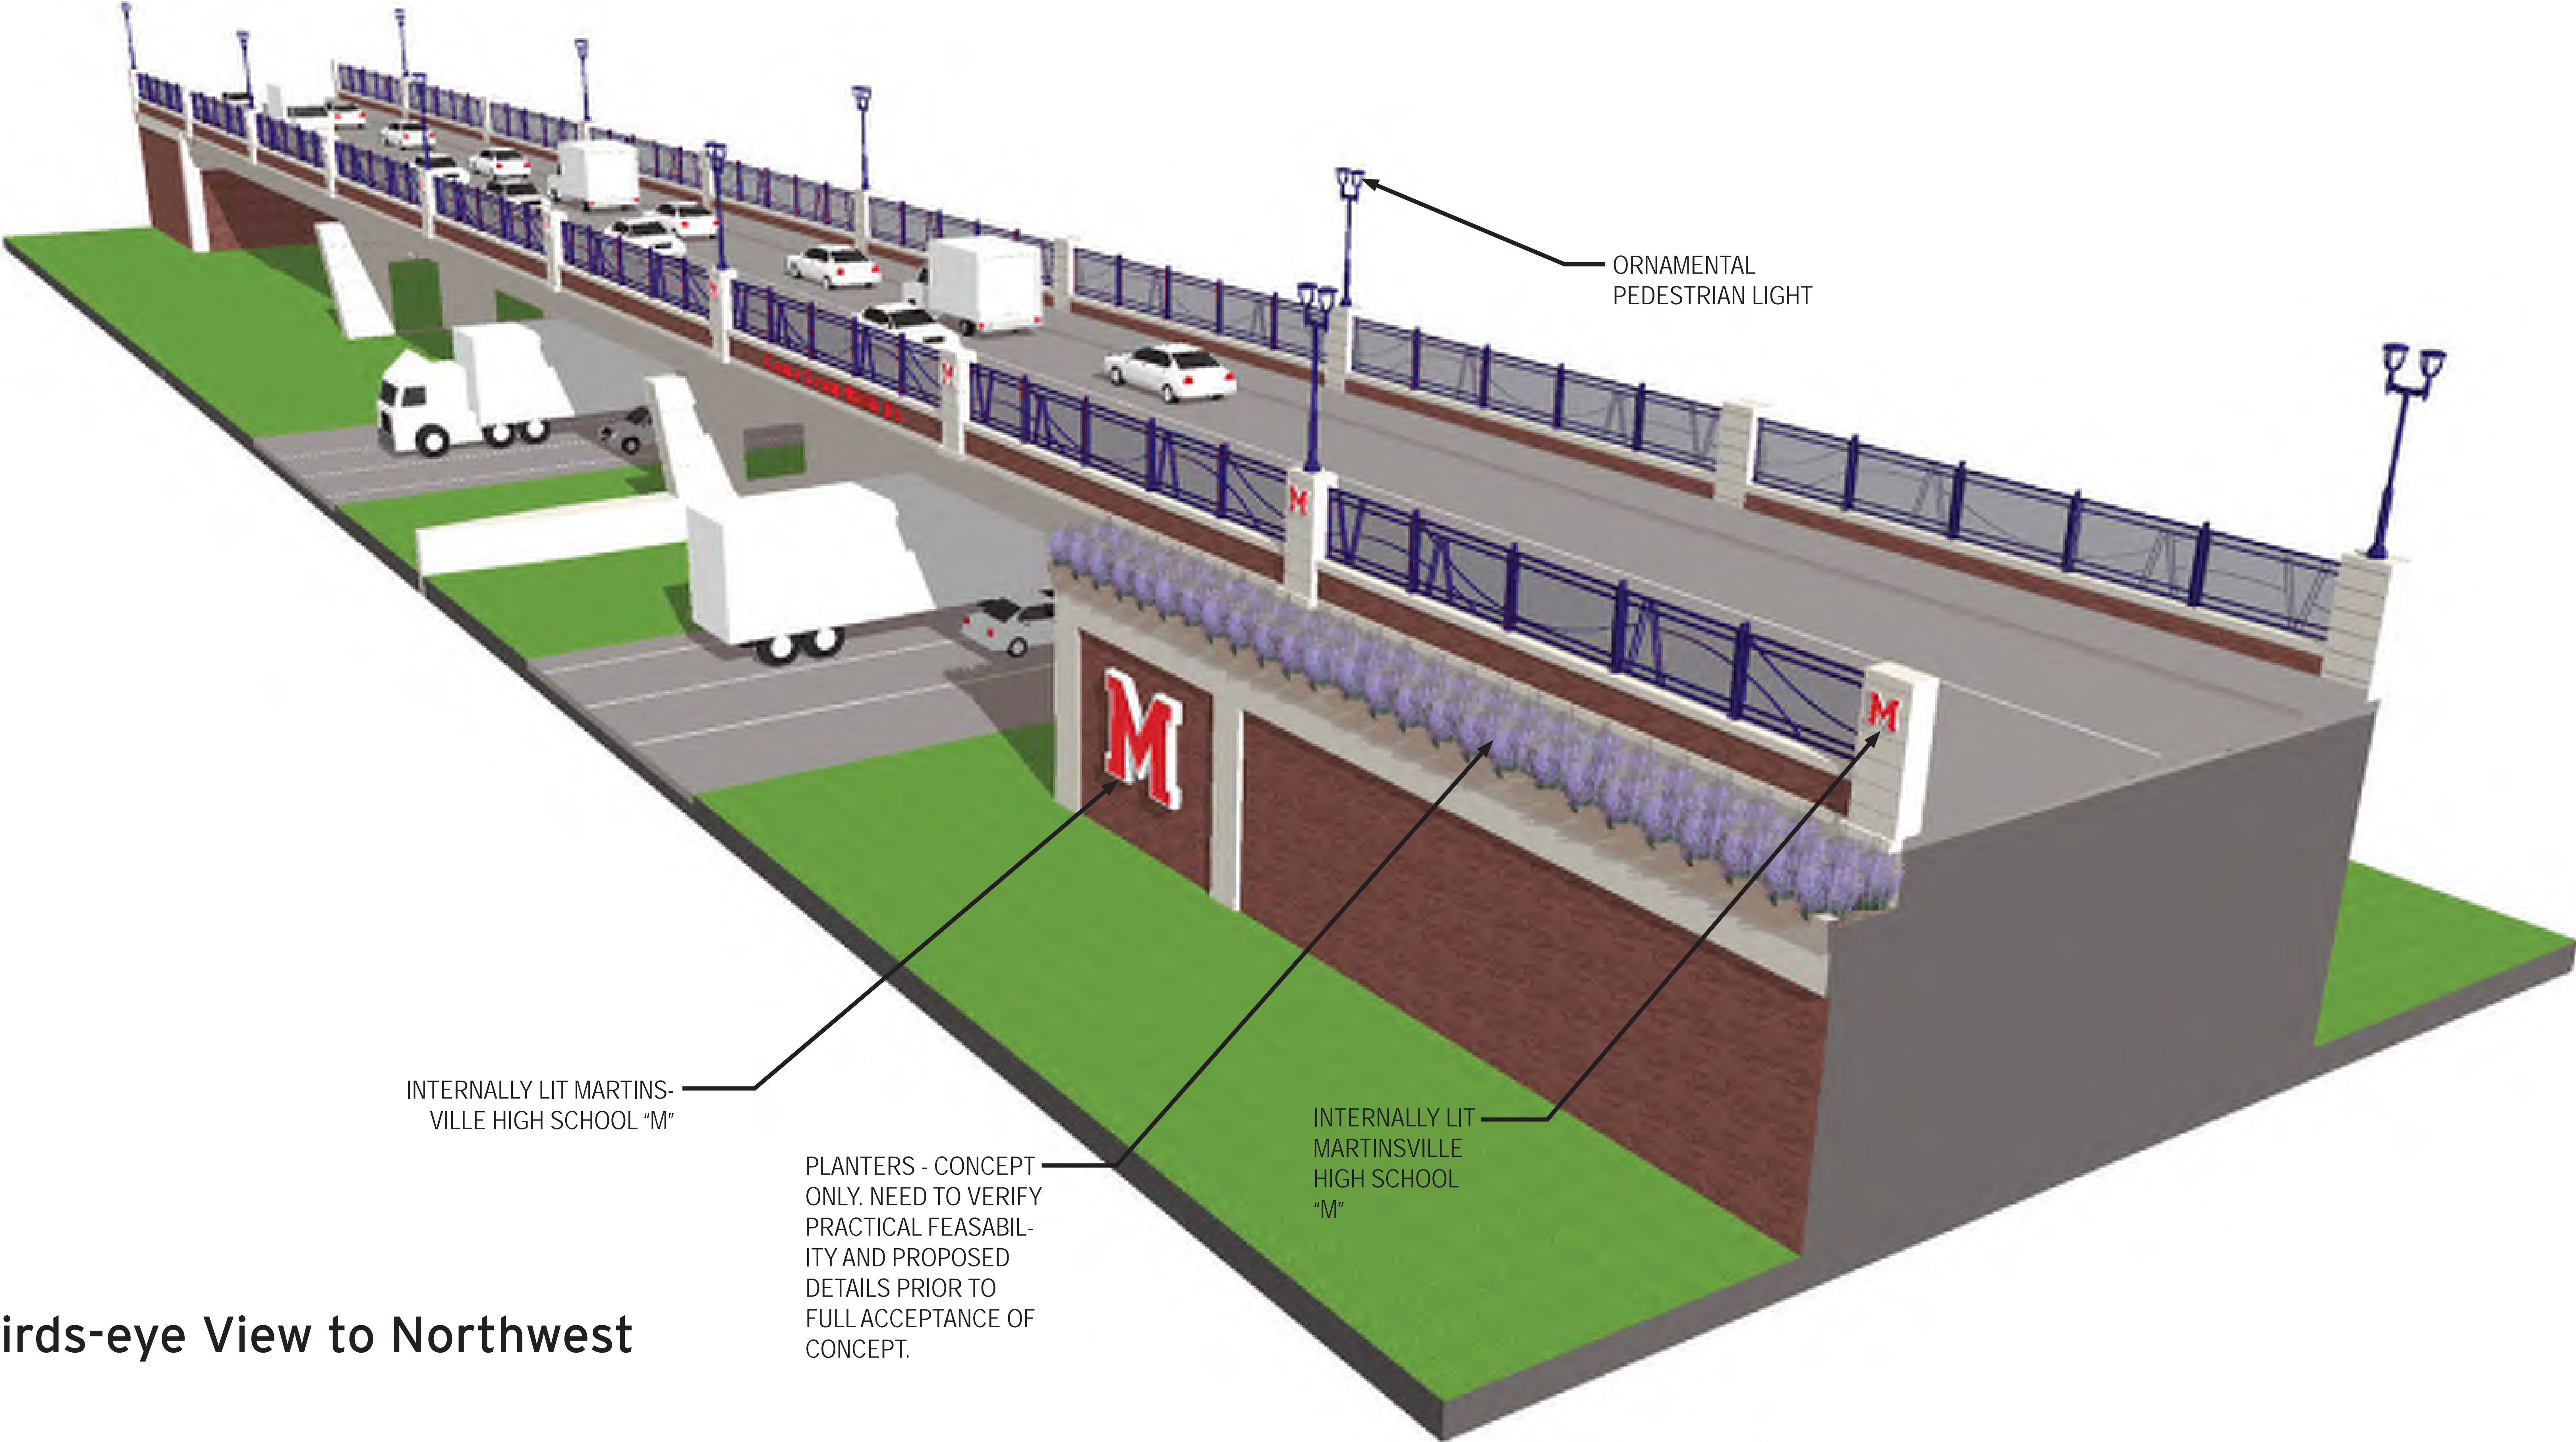 ORNAMENTAL
PEDESTRIAN LIGHT
M
M
M
M
INTERNALLY LIT MARTINS-
VILLE HIGH SCHOOL “M”
PLANTERS - CONCEPT
ONLY. NEED TO VERIFY
PRACTICAL FEASABIL-
ITY AND PROPOSED
DETAILS PRIOR TO
FULL ACCEPTANCE OF
CONCEPT.
INTERNALLY LIT
MARTINSVILLE
HIGH SCHOOL
“M”
irds-eye View to Northwest